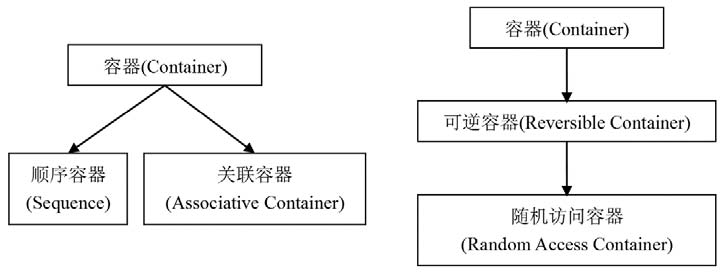 容器(Container)
顺序容器
(Sequence)
关联容器
(Associative Container)
容器(Container)
可逆容器(Reversible Container)
随机访问容器
(Random Access Container)